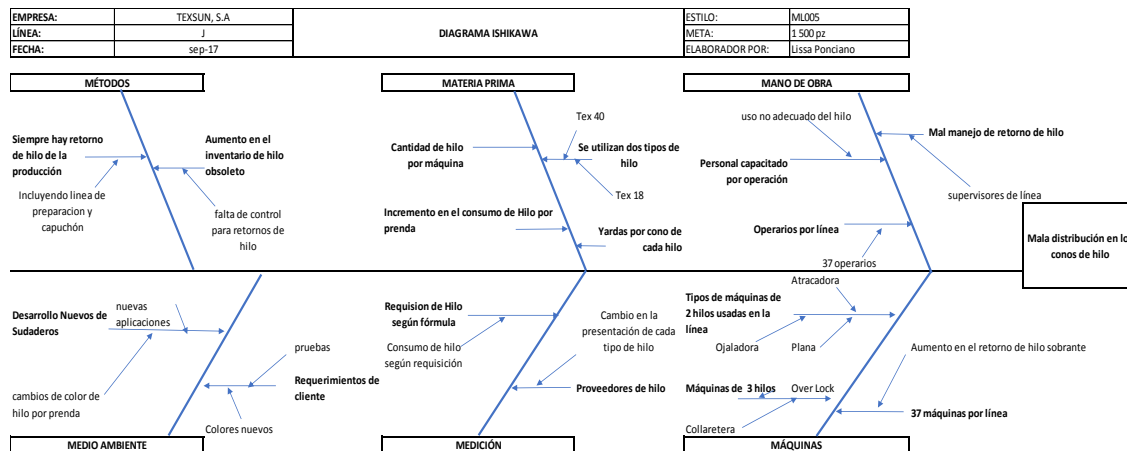 EMPRESA: TEXSUN, S.A
DIAGRAMA ISHIKAWA
ESTILO: ML005
LÍNEA: J
META: 1 500 pz
FECHA: sep-17
ELABORADOR POR: Lissa Ponciano
MÉTODOS
Siempre hay retorno
de hilo de la
producción
Incluyendo linea de
preparacion y
capuchón
Aumento en el
inventario de hilo
obsoleto
falta de control
para retornos de
hilo
MATERIA PRIMA
Cantidad de hilo
por máquina
Tex 40
Se utilizan dos tipos de
hilo
Tex 18
Incremento en el consumo de Hilo por
prenda
Yardas por cono de
cada hilo
MANO DE OBRA
uso no adecuado del hilo
Personal capacitado
por operación
Mal manejo de retorno de hilo
supervisores de línea
Operarios por línea
37 operarios
Mala distribución en lo
conos de hilo
Desarrollo Nuevos de
Sudaderos
nuevas
aplicaciones
cambios de color de
hilo por prenda
pruebas
Requerimientos de
cliente
Colores nuevos
MEDIO AMBIENTE
Requision de Hilo
según fórmula
Consumo de hilo
según requisición
Cambio en la
presentación de cada
tipo de hilo
Proveedores de hilo
MEDICIÓN
Atracadora
Tipos de máquinas de
2 hilos usadas en la
línea
Ojaladora
Plana
Aumento en el retorno de hilo sobrante
Máquinas de 3 hilos
Over Lock
Collaretera
37 máquinas por línea
MÁQUINAS